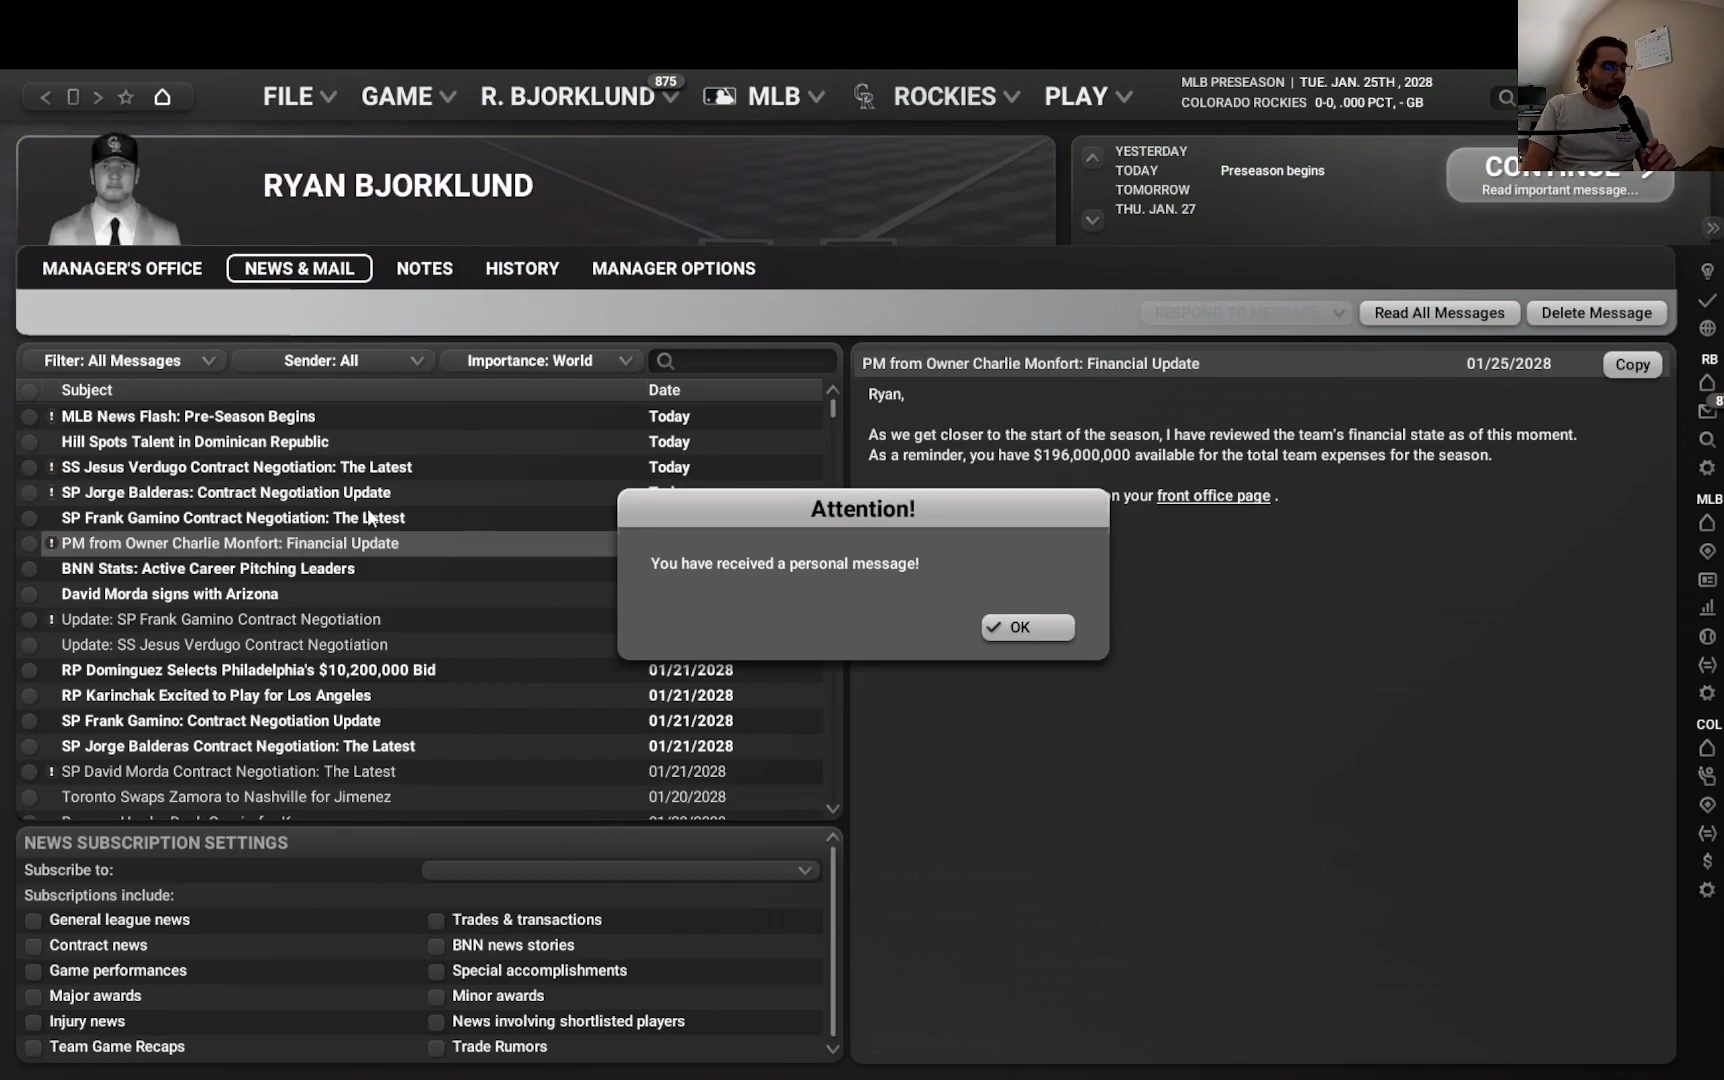 875
FILE GAME R. BJORKLUND MLB ROCKIES PLAY
MLB PRESEASON | TUE. JAN. 25TH, 2028
COLORADO ROCKIES 0-0, .000 PCT, - GB
RYAN BJORKLUND
YESTERDAY
TODAY Preseason begins
TOMORROW
THU. JAN. 27
Read important message...
MANAGER'S OFFICE NEWS & MAIL NOTES HISTORY MANAGER OPTIONS
Read All Messages Delete Message
Filter: All Messages Sender: All Importance: World
Subject Date
! MLB News Flash: Pre-Season Begins Today
Hill Spots Talent in Dominican Republic Today
! SS Jesus Verdugo Contract Negotiation: The Latest Today
! SP Jorge Balderas: Contract Negotiation Update
SP Frank Gamino Contract Negotiation: The Latest
! PM from Owner Charlie Monfort: Financial Update
BNN Stats: Active Career Pitching Leaders
David Morda signs with Arizona
! Update: SP Frank Gamino Contract Negotiation
Update: SS Jesus Verdugo Contract Negotiation
RP Dominguez Selects Philadelphia's $10,200,000 Bid 01/21/2028
RP Karinchak Excited to Play for Los Angeles 01/21/2028
SP Frank Gamino: Contract Negotiation Update 01/21/2028
SP Jorge Balderas Contract Negotiation: The Latest 01/21/2028
! SP David Morda Contract Negotiation: The Latest 01/21/2028
Toronto Swaps Zamora to Nashville for Jimenez 01/20/2028
PM from Owner Charlie Monfort: Financial Update 01/25/2028 Copy
Ryan,
As we get closer to the start of the season, I have reviewed the team's financial state as of this moment.
As a reminder, you have $196,000,000 available for the total team expenses for the season.
on your front office page .
Attention!
You have received a personal message!
OK
NEWS SUBSCRIPTION SETTINGS
Subscribe to:
Subscriptions include:
General league news Trades & transactions
Contract news BNN news stories
Game performances Special accomplishments
Major awards Minor awards
Injury news News involving shortlisted players
Team Game Recaps Trade Rumors
RB
8
MLB
COL